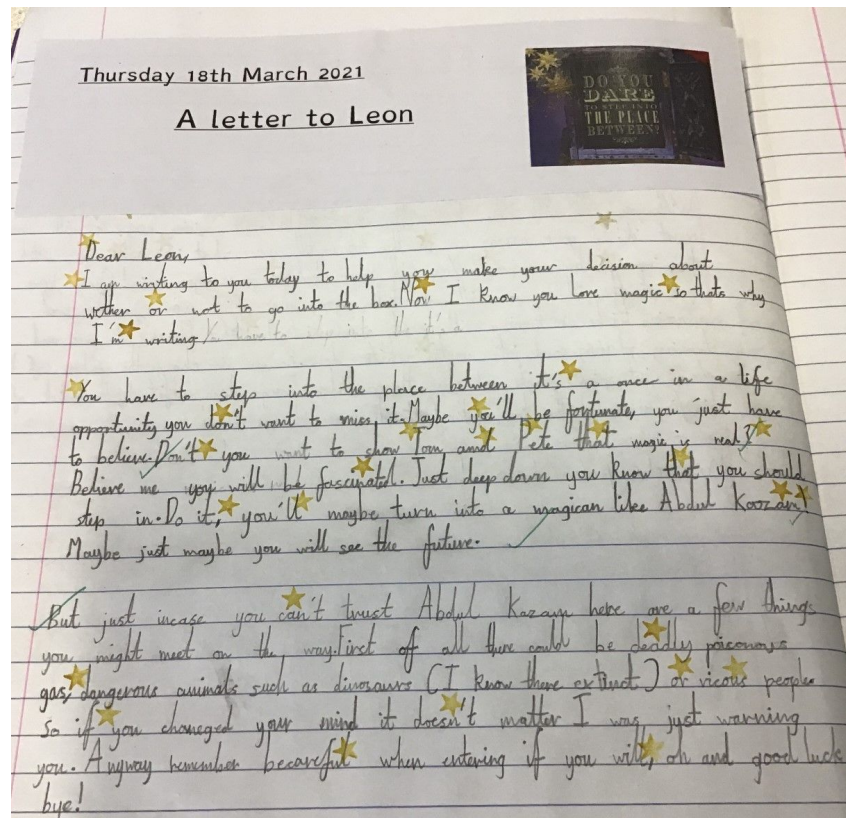 Thursday 18th March 2021
A letter to Leon
DO YOU
DARE
TO STEP INTO
THE PLACE
BETWEEN?
Dear Leon,
I am writing to you today to help you make your decision about
wether or not to go into the box. Now I know you love magic so thats why
I'm writing
You have to step into the place between it's a once in a life
opportunity you don't want to miss it. Maybe you'll be fortunate, you just have
to believe. Don't you want to show Tom and Pete that magic is real?
Believe me you will be fascinated. Just deep down you know that you should
step in. Do it, you'll maybe turn into a magican like Abdul Kazam!
Maybe just maybe you will see the future.
But just incase you can't trust Abdul Kazam here are a few things
you might meet on the way. First of all there could be deadly poiconous
gas, dangerous animals such as dinosaurs (I know there extinct) or vicous people
So if you chaneged your mind it doesn't matter I was just warning
you. Anyway remember becareful when entering if you will, oh and good luck
bye!